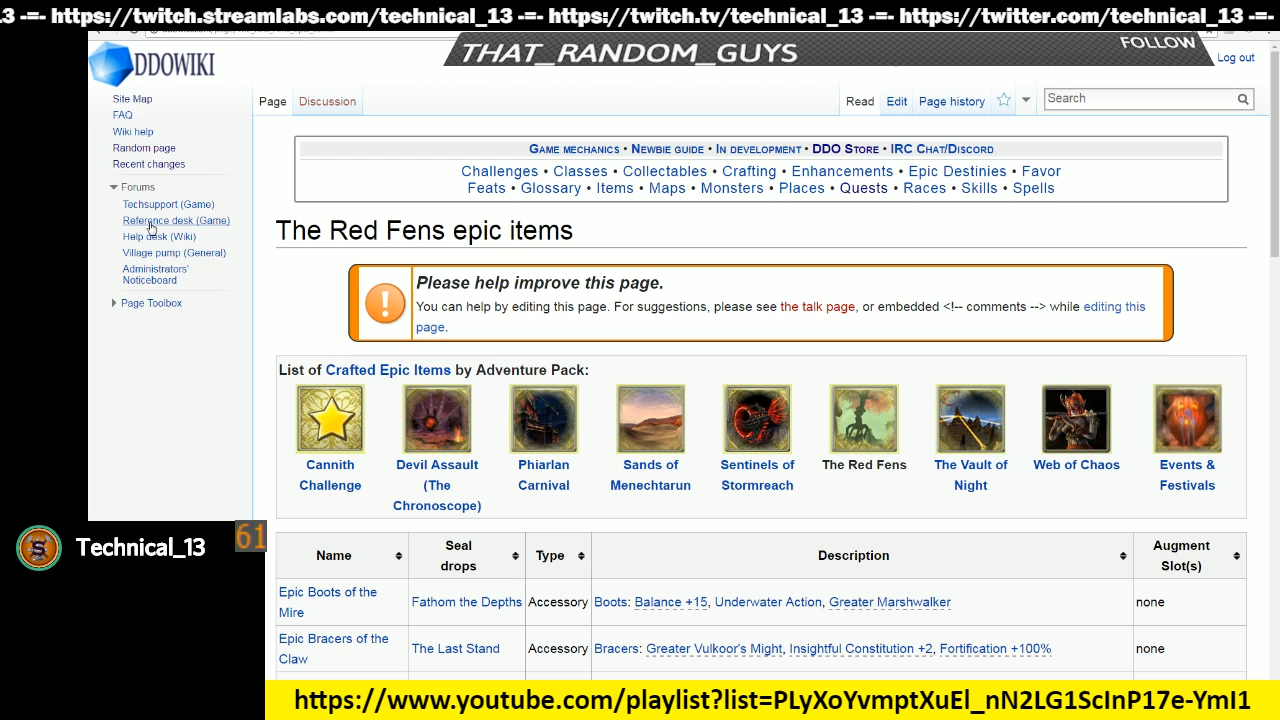 13 -=- https://twitch.streamlabs.com/technical_13 -=- https://twitch.tv/technical_13 -=- https://twitter.com/technical_13 -=-
THAT_RANDOM_GUYS
FOLLOW
DDOWIKI
Log out
Site Map
FAQ
Wiki help
Random page
Recent changes
Forums
Techsupport (Game)
Reference desk (Game)
Help desk (Wiki)
Village pump (General)
Administrators'
Noticeboard
Page Toolbox
Page Discussion
Read Edit Page history
Search
Game mechanics • Newbie guide • In development • DDO Store • IRC Chat/Discord
Challenges • Classes • Collectables • Crafting • Enhancements • Epic Destinies • Favor
Feats • Glossary • Items • Maps • Monsters • Places • Quests • Races • Skills • Spells
The Red Fens epic items
Please help improve this page.
You can help by editing this page. For suggestions, please see the talk page, or embedded <!-- comments --> while editing this
page.
List of Crafted Epic Items by Adventure Pack:
Cannith
Challenge
Devil Assault
(The
Chronoscope)
Phiarlan
Carnival
Sands of
Menechtarun
Sentinels of
Stormreach
The Red Fens
The Vault of
Night
Web of Chaos
Events &
Festivals
Name
Seal
drops
Type
Description
Augment
Slot(s)
Epic Boots of the
Mire
Fathom the Depths
Accessory
Boots: Balance +15, Underwater Action, Greater Marshwalker
none
Epic Bracers of the
Claw
The Last Stand
Accessory
Bracers: Greater Vulkoor's Might, Insightful Constitution +2, Fortification +100%
none
S
Technical_13
61
https://www.youtube.com/playlist?list=PLyXoYvmptXuEl_nN2LG1ScInP17e-YmI1